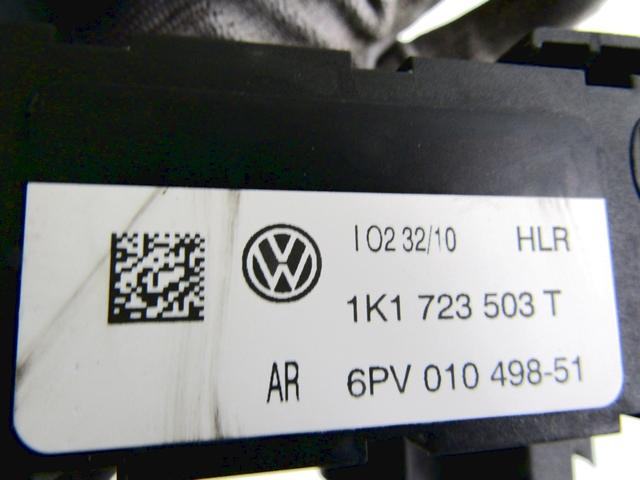 I O2 32/10 HLR
1K1 723 503 T
AR 6PV 010 498-51